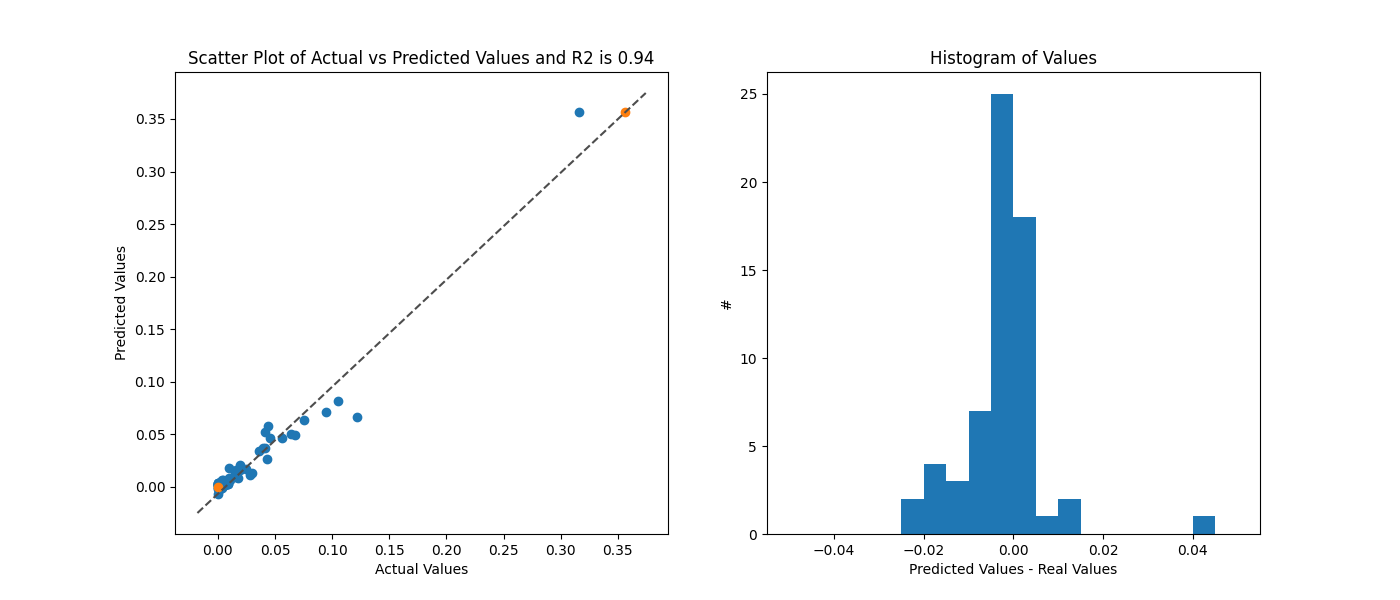 Scatter Plot of Actual vs Predicted Values and R2 is 0.94
Predicted Values
0.35
0.30
0.25
0.20
0.15
0.10
0.05
0.00
0.00 0.05 0.10 0.15 0.20 0.25 0.30 0.35
Actual Values
Histogram of Values
#
25
20
15
10
5
0
−0.04 −0.02 0.00 0.02 0.04
Predicted Values - Real Values